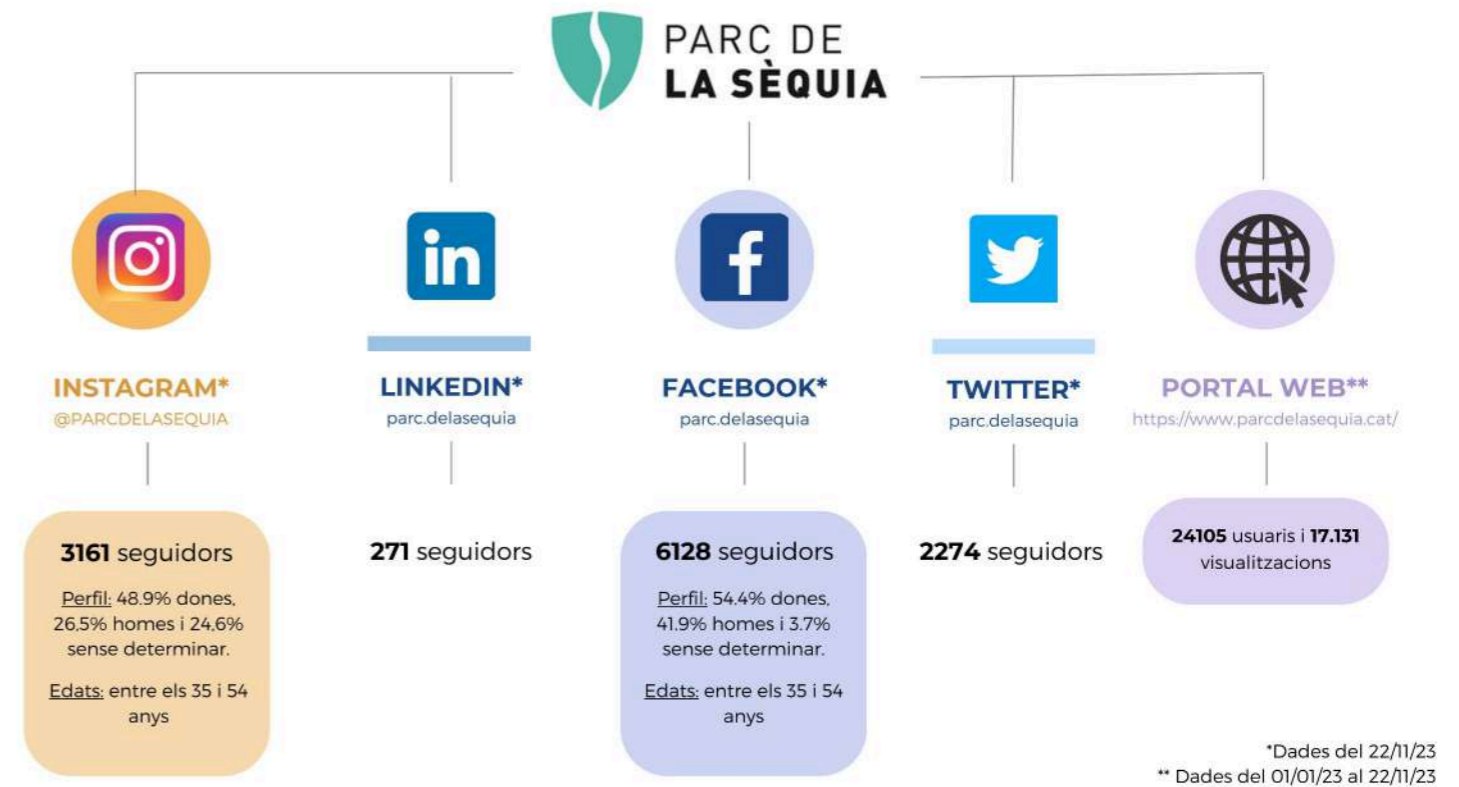 PARC DE
LA SÈQUIA
in
f
INSTAGRAM*
@PARCDELASEQUIA
3161 seguidors
Perfil: 48.9% dones,
26,5% homes i 24,6%
sense determinar.
Edats: entre els 35 i 54
anys
LINKEDIN*
parc.delasequia
271 seguidors
FACEBOOK*
parc.delasequia
6128 seguidors
Perfil: 54.4% dones,
41.9% homes i 3.7%
sense determinar.
Edats: entre els 35 i 54
anys
TWITTER*
parc.delasequia
2274 seguidors
PORTAL WEB**
https://www.parcdelasequia.cat/
24105 usuaris i 17.131
visualitzacions
*Dades del 22/11/23
** Dades del 01/01/23 al 22/11/23